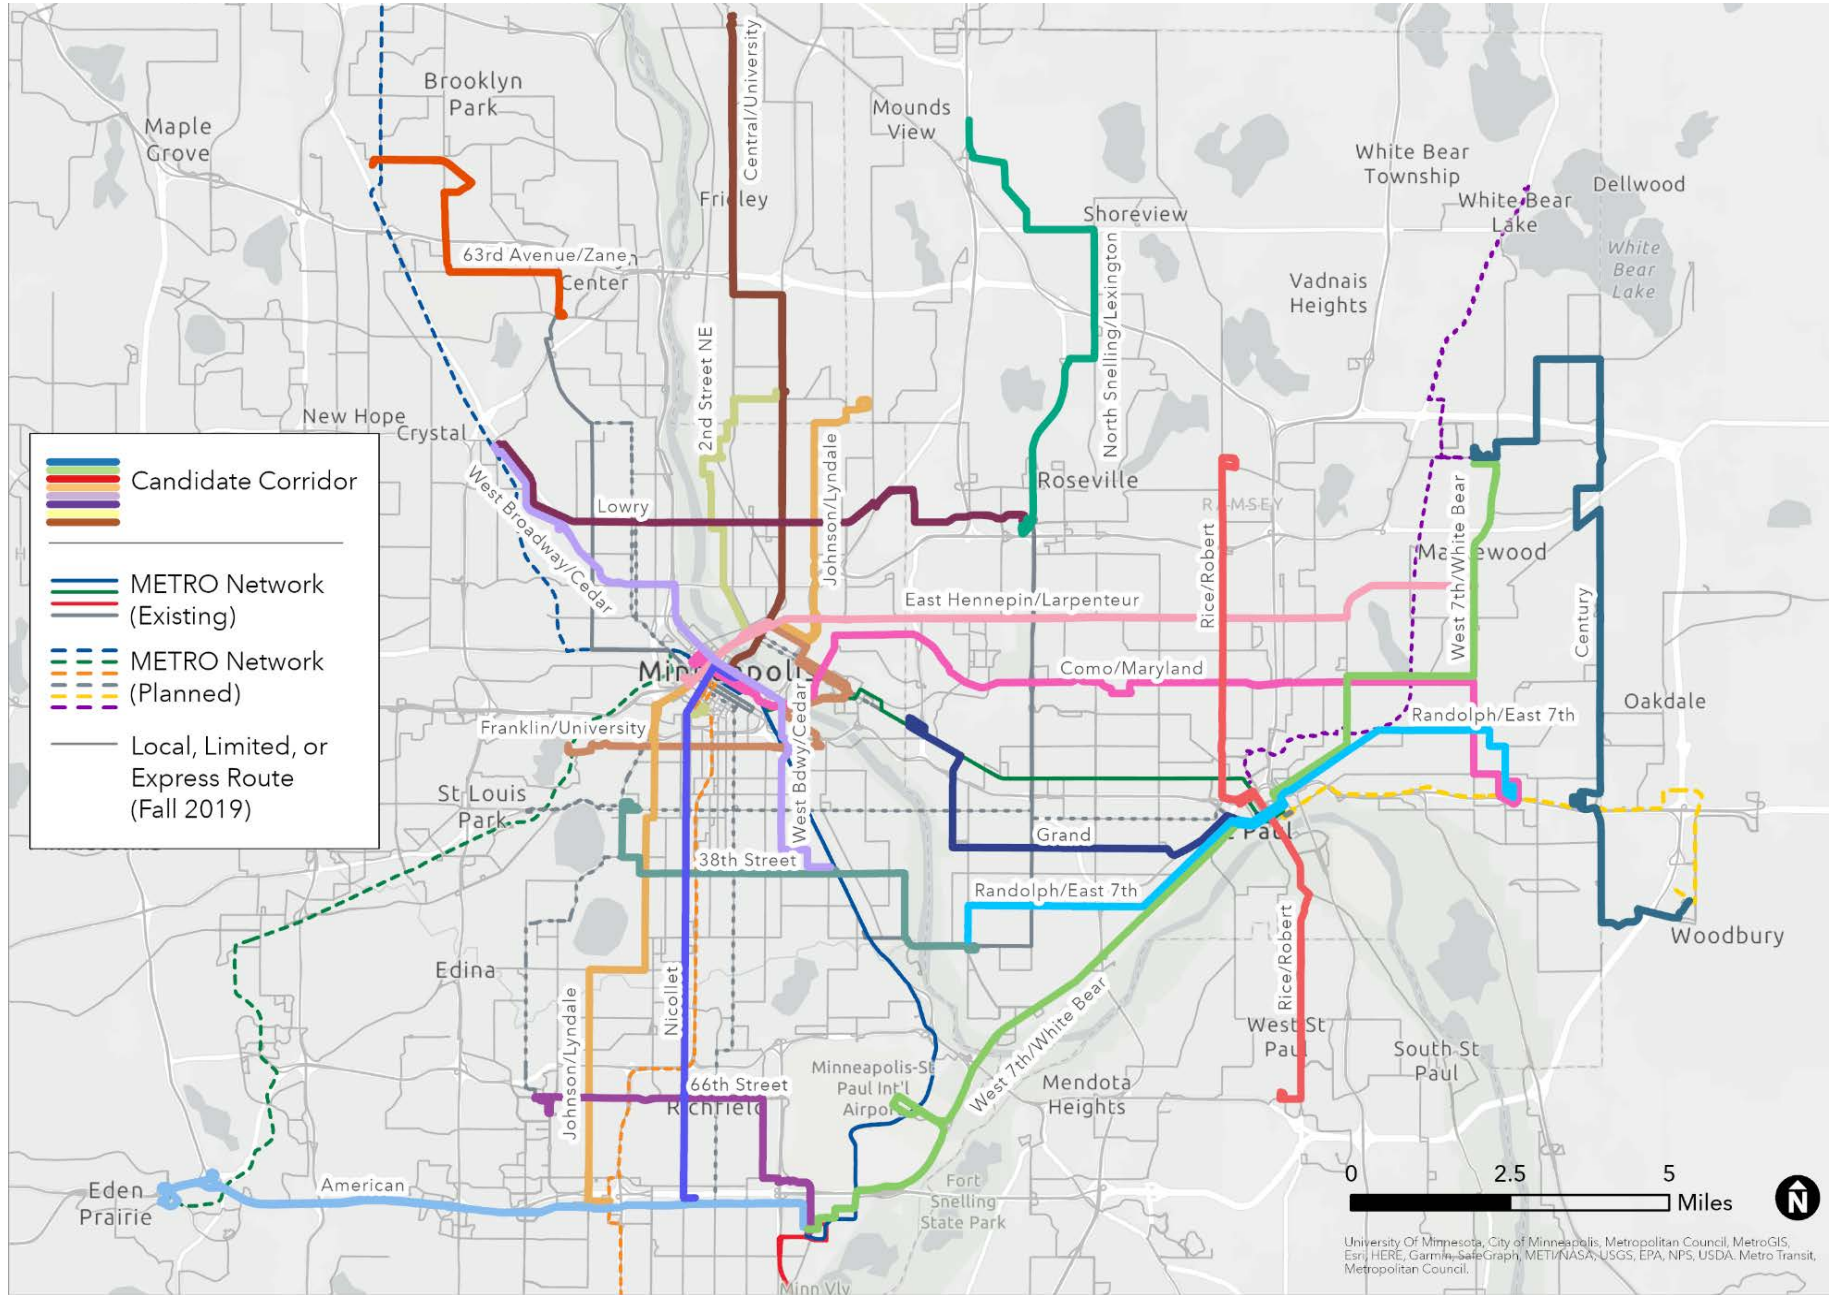 Brooklyn
Park
Maple
Grove
Central/University
Mounds
View
White Bear
Township
Dellwood
Fridley
White Bear
Lake
Shoreview
White
Bear
Lake
63rd Avenue/Zane
Center
Vadnais
Heights
North Snelling/Lexington
2nd Street NE
New Hope
Crystal
Johnson/Lyndale
Roseville
RAMSEY
West Broadway/Cedar
Lowry
Rice/Robert
West 7th/White Bear
Maplewood
Century
East Hennepin/Larpenteur
Como/Maryland
Minneapolis
Oakdale
Randolph/East 7th
Franklin/University
West Bdwy/Cedar
St Louis
Park
Grand
Paul
38th Street
Randolph/East 7th
Woodbury
Edina
Nicollet
Johnson/Lyndale
Rice/Robert
West 7th/White Bear
West St
Paul
South St
Paul
Minneapolis-St
Paul Int'l
Airport
Mendota
Heights
66th Street
Richfield
American
Eden
Prairie
Fort
Snelling
State Park
Minn Vly
Candidate Corridor
METRO Network
(Existing)
METRO Network
(Planned)
Local, Limited, or
Express Route
(Fall 2019)
0 2.5 5
Miles
N
University Of Minnesota, City of Minneapolis, Metropolitan Council, MetroGIS,
Esri, HERE, Garmin, SafeGraph, METI/NASA, USGS, EPA, NPS, USDA. Metro Transit,
Metropolitan Council.